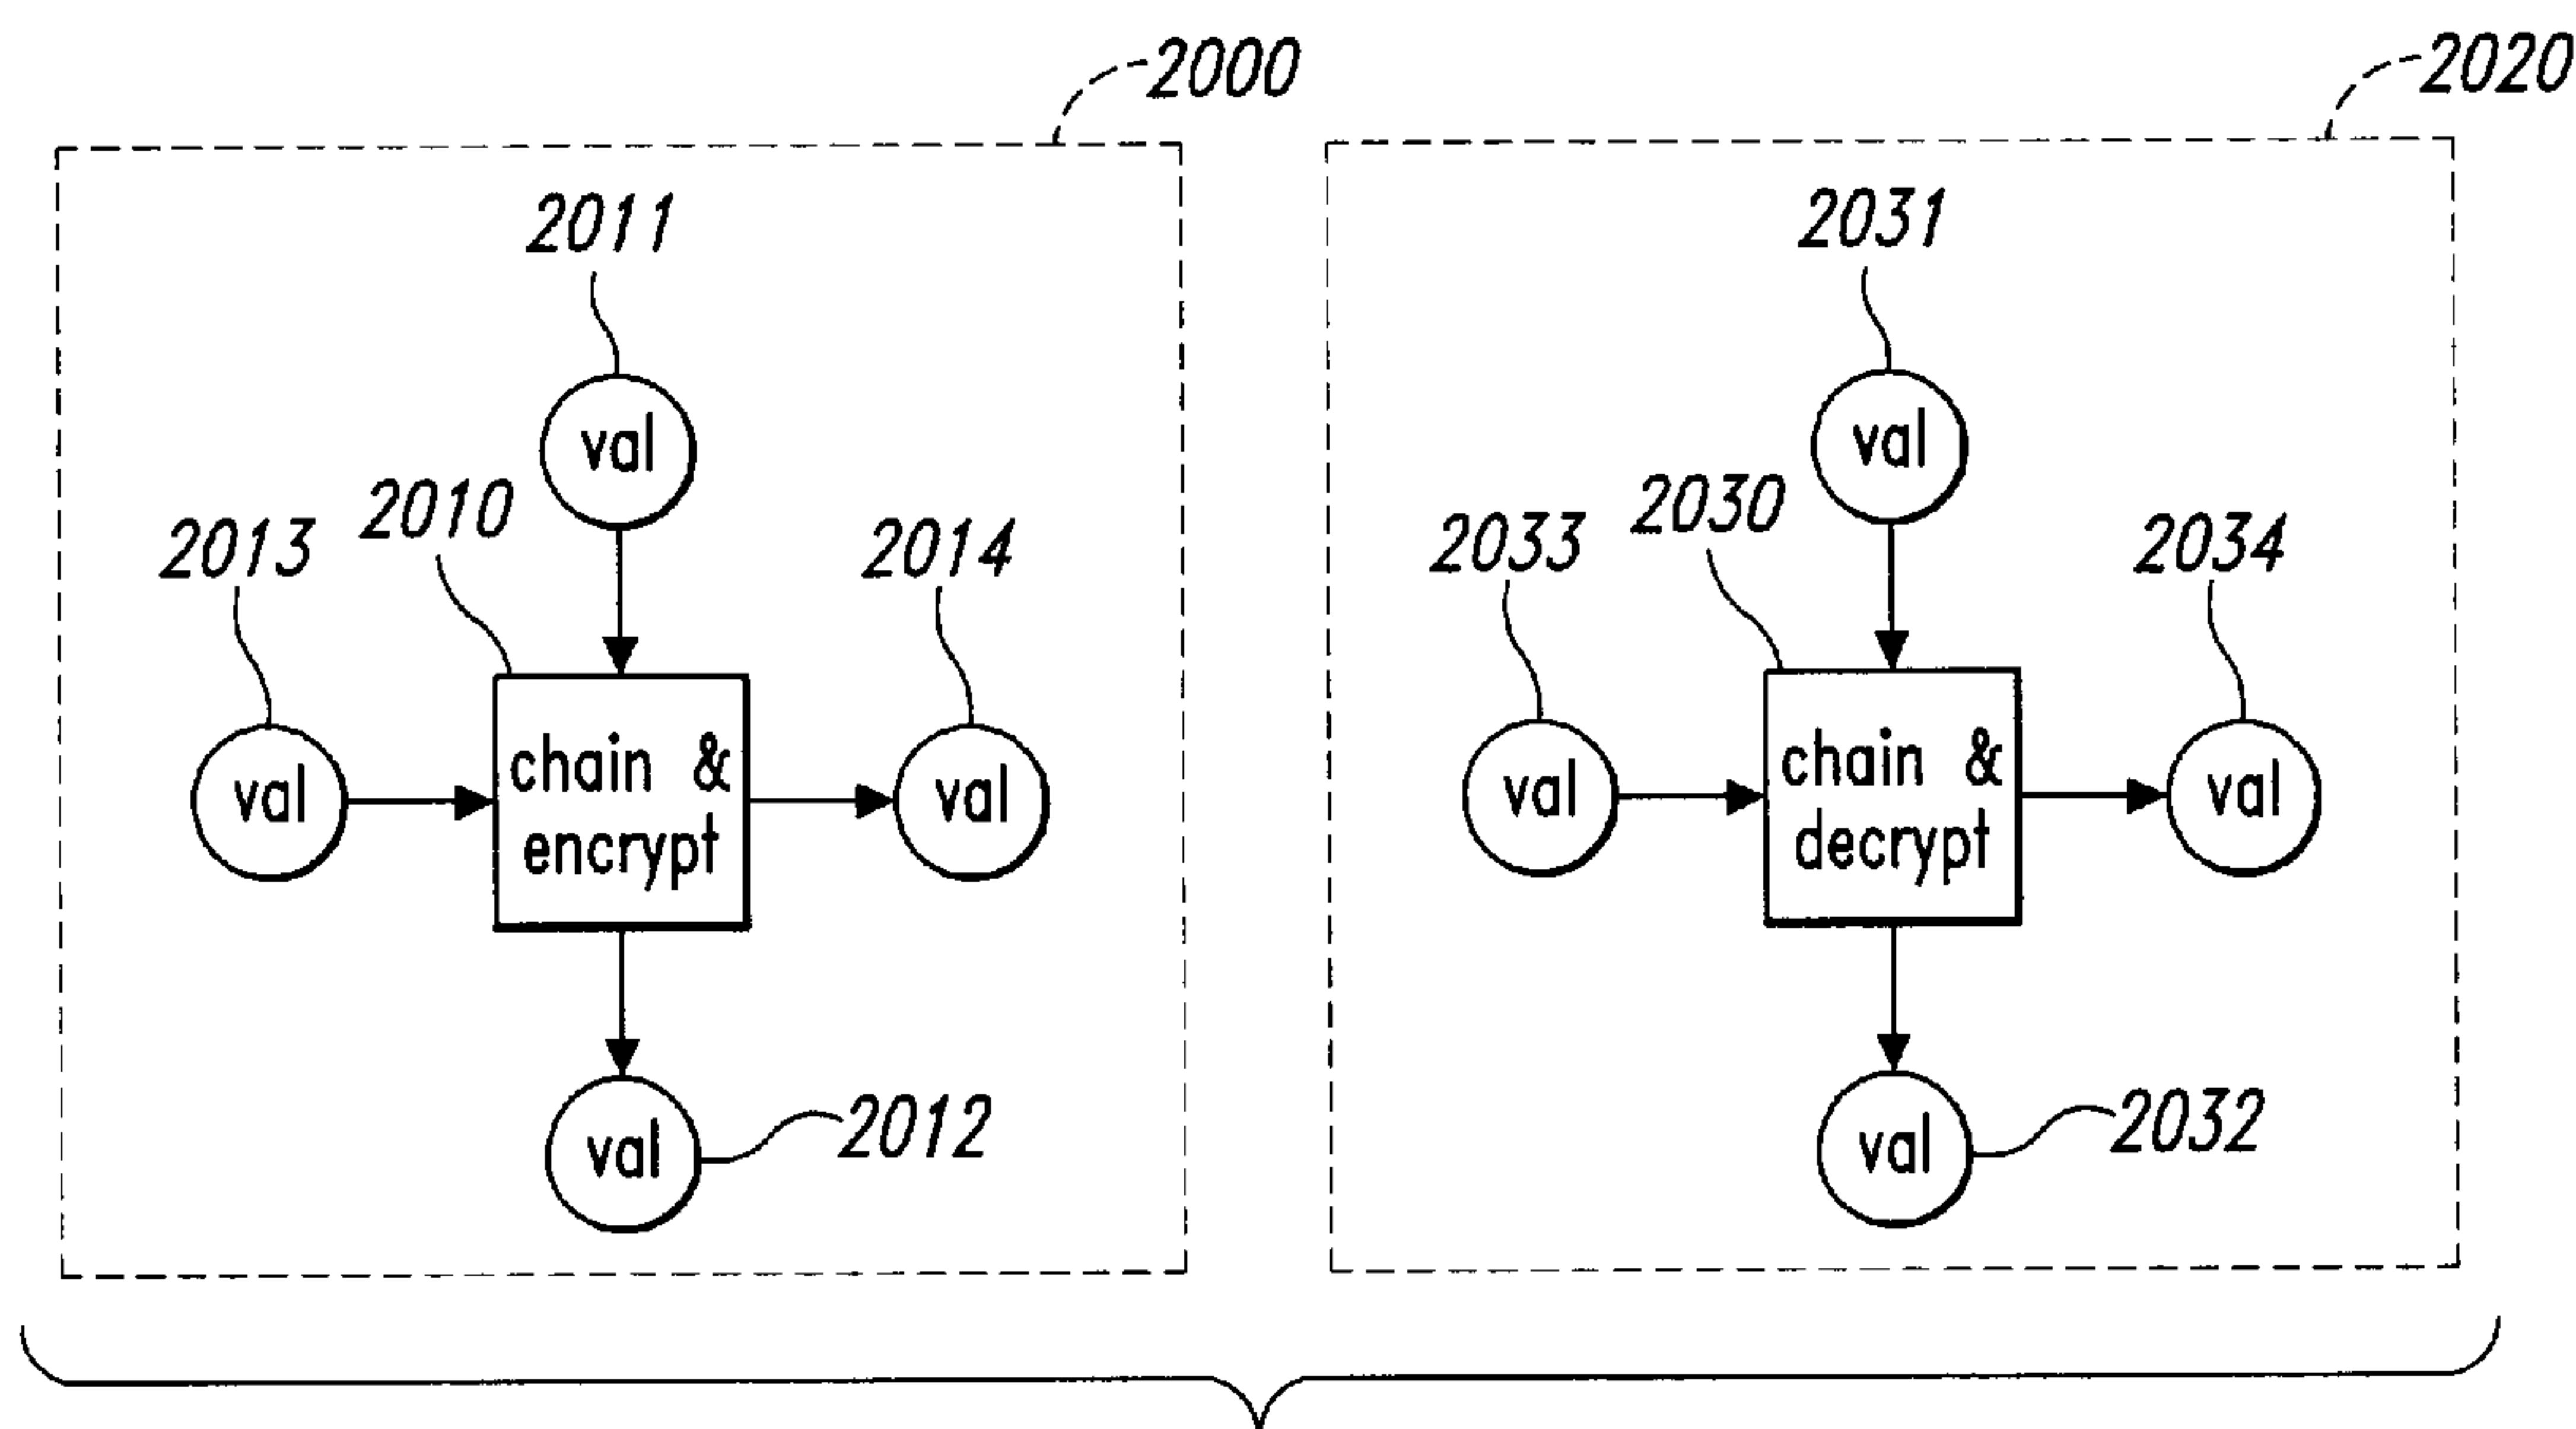 2000
2020
2011
2031
val
val
2013
2010
2014
2033
2030
2034
val
chain &
encrypt
val
val
chain &
decrypt
val
val
2012
val
2032